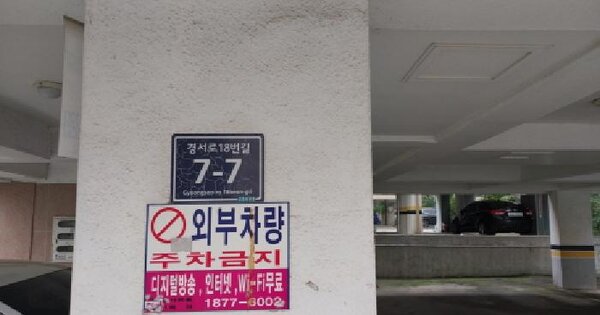 경서로18번길
7-7
Gyeongseo-ro 18beon-gil
외부차량
주차금지
디지털방송, 인터넷, Wi-Fi무료
1877-6002